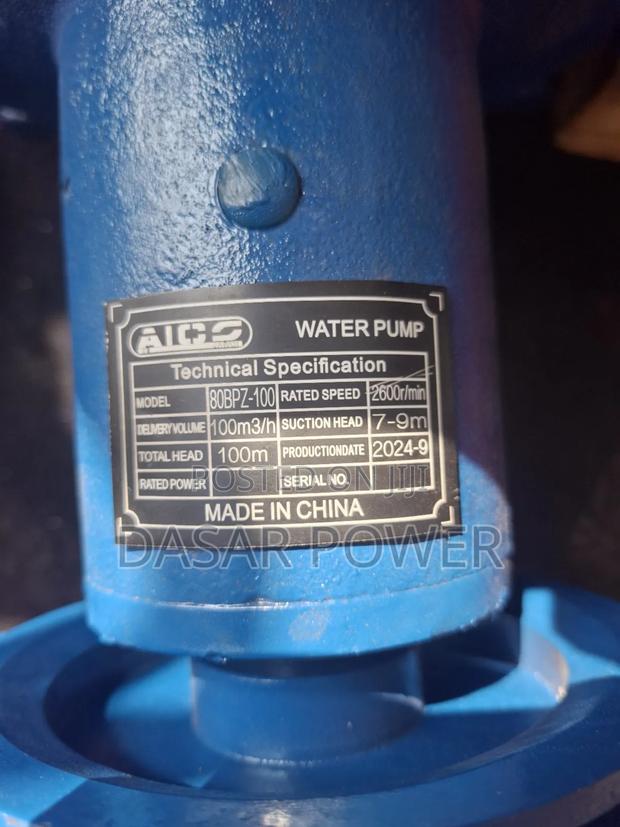 AICO
WATER PUMP
Technical Specification
MODEL 80BPZ-100 RATED SPEED 2600r/min
DELIVERY VOLUME 100m3/h SUCTION HEAD 7-9m
TOTAL HEAD 100m PRODUCTIONDATE 2024-9
RATED POWER SERIAL NO.
MADE IN CHINA
POSTED ON JIJI
DASAR POWER